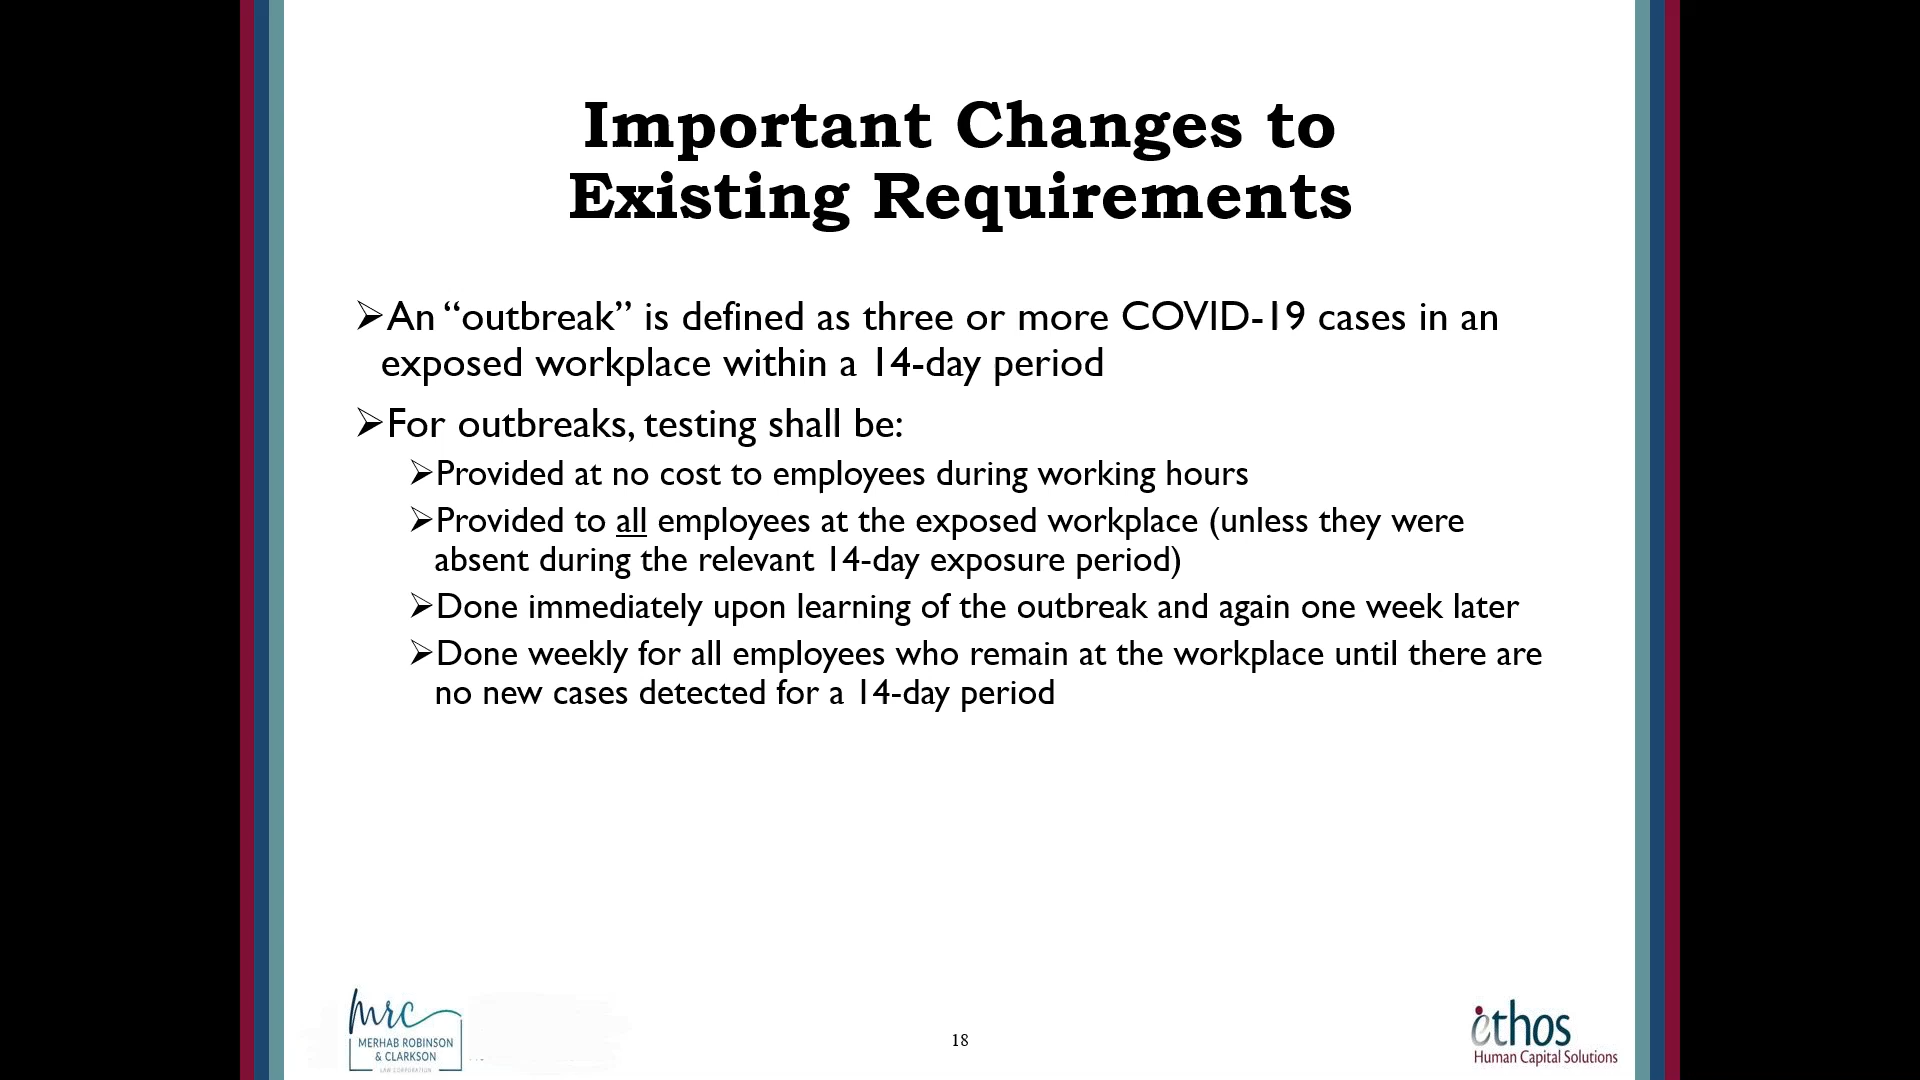 Important Changes to
Existing Requirements
➢An “outbreak” is defined as three or more COVID-19 cases in an
exposed workplace within a 14-day period
➢For outbreaks, testing shall be:
➢Provided at no cost to employees during working hours
➢Provided to all employees at the exposed workplace (unless they were
absent during the relevant 14-day exposure period)
➢Done immediately upon learning of the outbreak and again one week later
➢Done weekly for all employees who remain at the workplace until there are
no new cases detected for a 14-day period
mrc
MERHAB ROBINSON
& CLARKSON
LAW CORPORATION
18
ethos
Human Capital Solutions